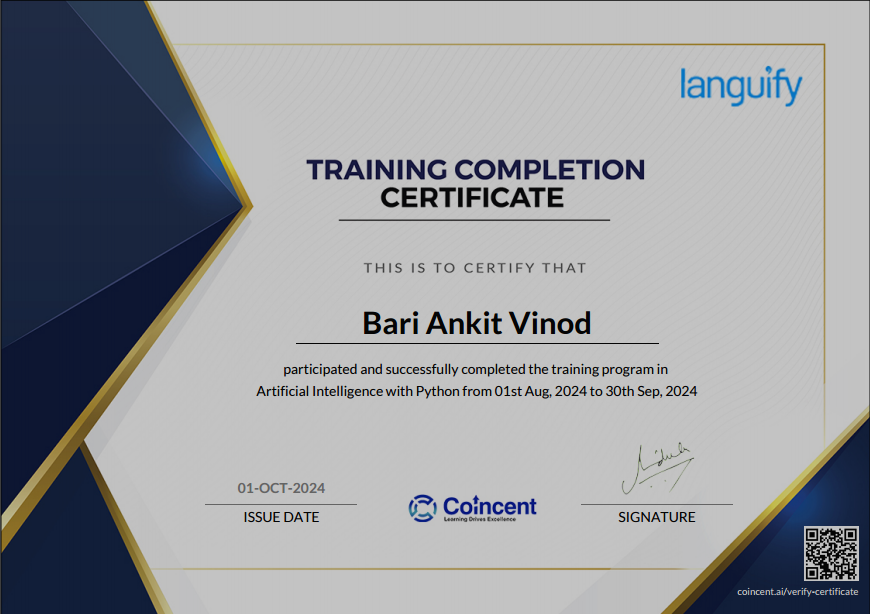 languify
TRAINING COMPLETION
CERTIFICATE
THIS IS TO CERTIFY THAT
Bari Ankit Vinod
participated and successfully completed the training program in
Artificial Intelligence with Python from 01st Aug, 2024 to 30th Sep, 2024
01-OCT-2024
ISSUE DATE
Coincent
Learning Drives Excellence
SIGNATURE
coincent.ai/verify-certificate